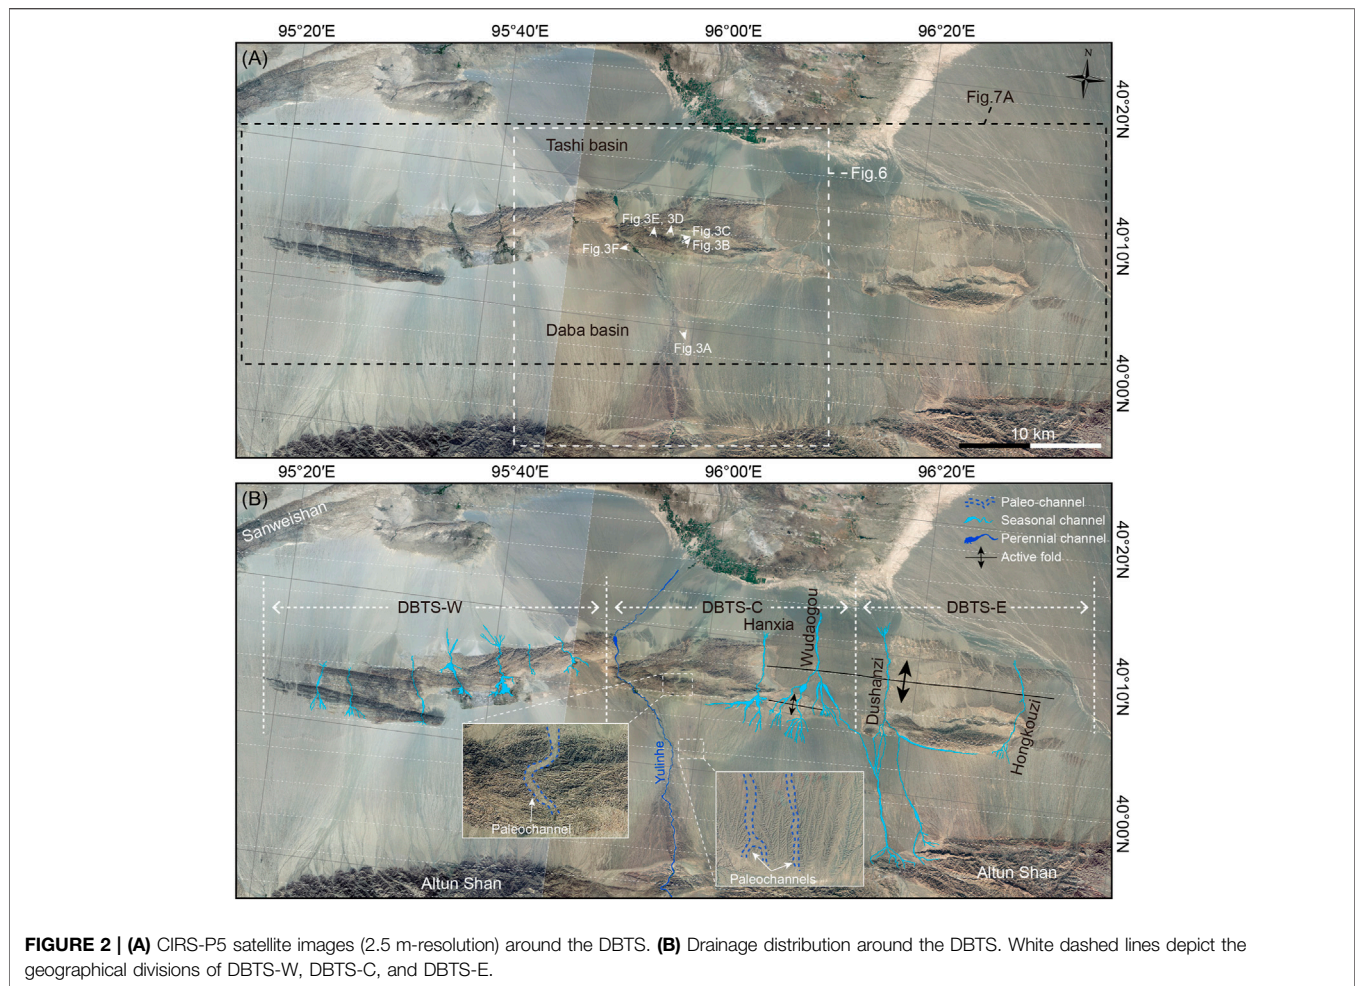 95°20′E 95°40′E 96°00′E 96°20′E
(A)
N
Fig.7A
40°20′N
Tashi basin
Fig.6
Fig.3E, 3D
Fig.3C
Fig.3B
Fig.3F
40°10′N
Daba basin
Fig.3A
40°00′N
10 km
95°20′E 95°40′E 96°00′E 96°20′E
(B)
Paleo-channel
Seasonal channel
Perennial channel
Active fold
Sanweishan
40°20′N
DBTS-W DBTS-C DBTS-E
Hanxia
Wudaogou
Dushanzi
Hongkouzi
40°10′N
Yulinhe
Paleochannel
Paleochannels
40°00′N
Altun Shan
Altun Shan
FIGURE 2 | (A) CIRS-P5 satellite images (2.5 m-resolution) around the DBTS. (B) Drainage distribution around the DBTS. White dashed lines depict the
geographical divisions of DBTS-W, DBTS-C, and DBTS-E.